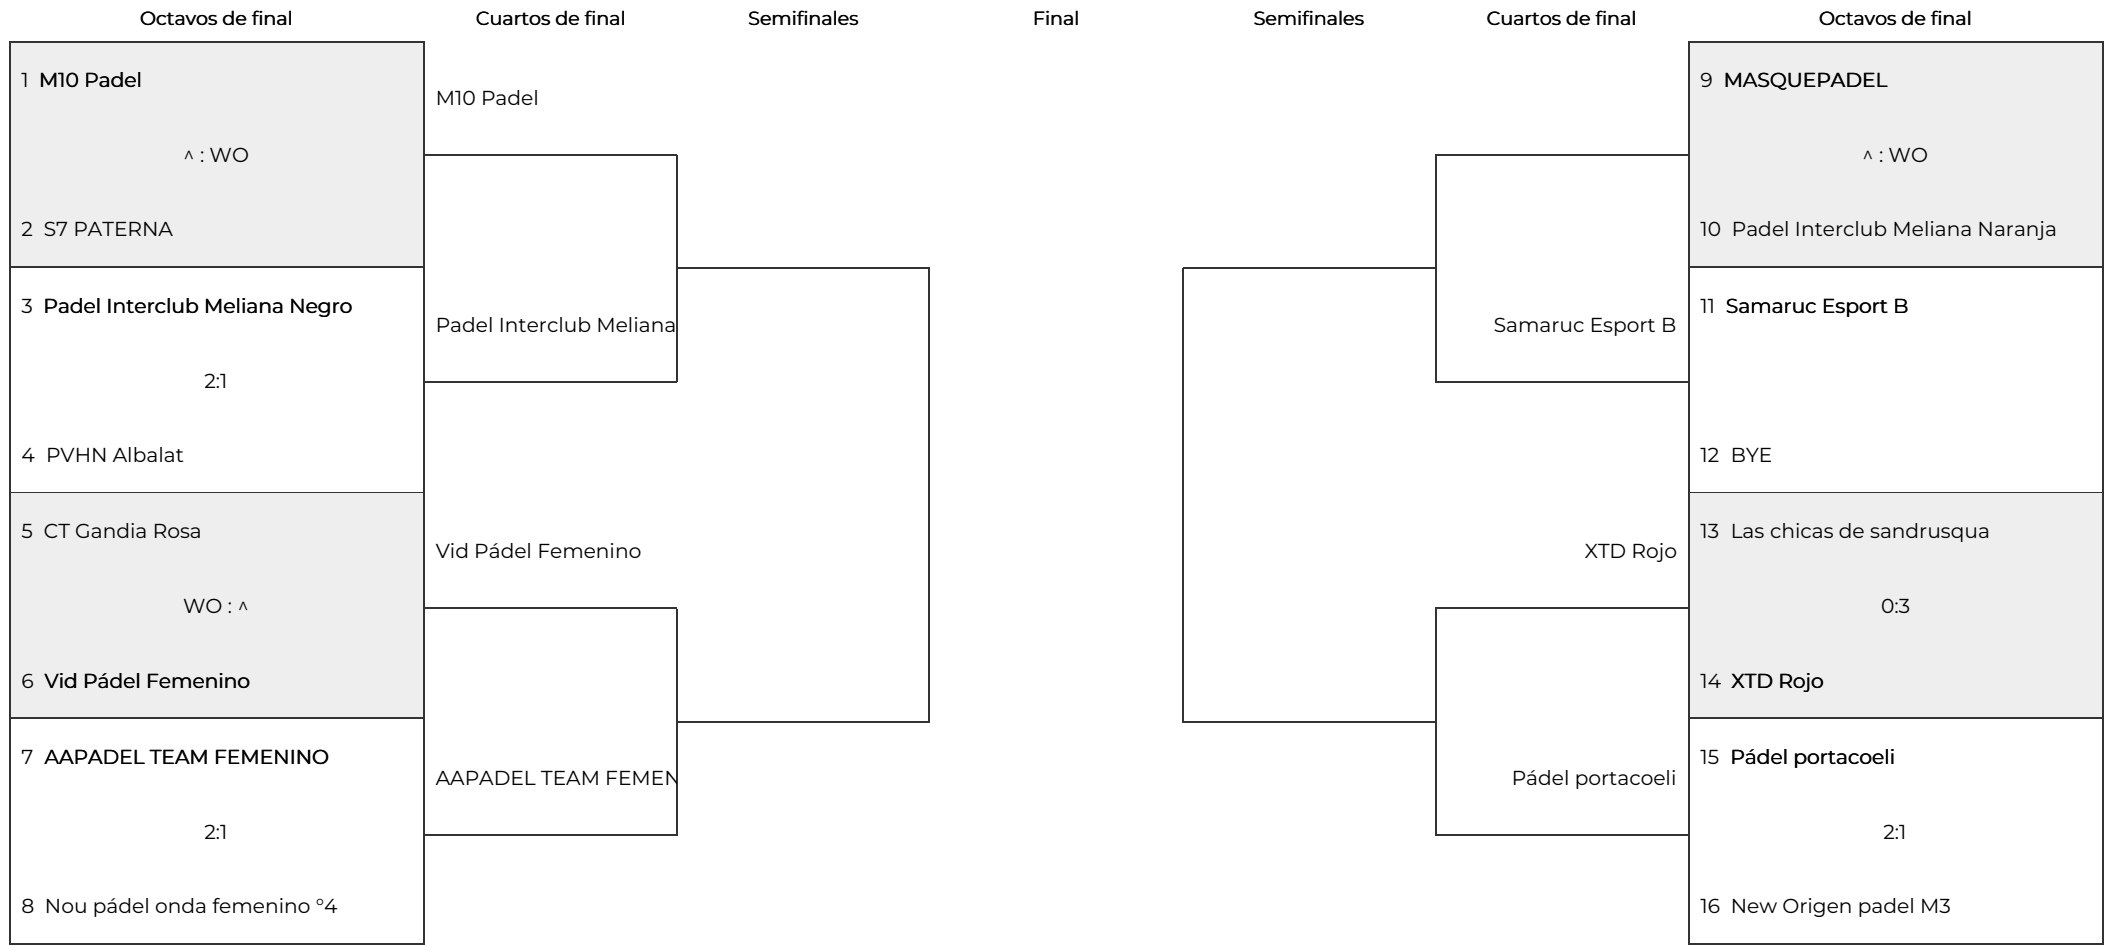 Octavos de final
Cuartos de final
Semifinales
Final
Semifinales
Cuartos de final
Octavos de final
1 M10 Padel
^ : WO
2 S7 PATERNA
3 Padel Interclub Meliana Negro
2:1
4 PVHN Albalat
5 CT Gandia Rosa
WO : ^
6 Vid Pádel Femenino
7 AAPADEL TEAM FEMENINO
2:1
8 Nou pádel onda femenino °4
M10 Padel
Padel Interclub Meliana
Vid Pádel Femenino
AAPADEL TEAM FEMEN
Samaruc Esport B
XTD Rojo
Pádel portacoeli
9 MASQUEPADEL
^ : WO
10 Padel Interclub Meliana Naranja
11 Samaruc Esport B
12 BYE
13 Las chicas de sandrusqua
0:3
14 XTD Rojo
15 Pádel portacoeli
2:1
16 New Origen padel M3